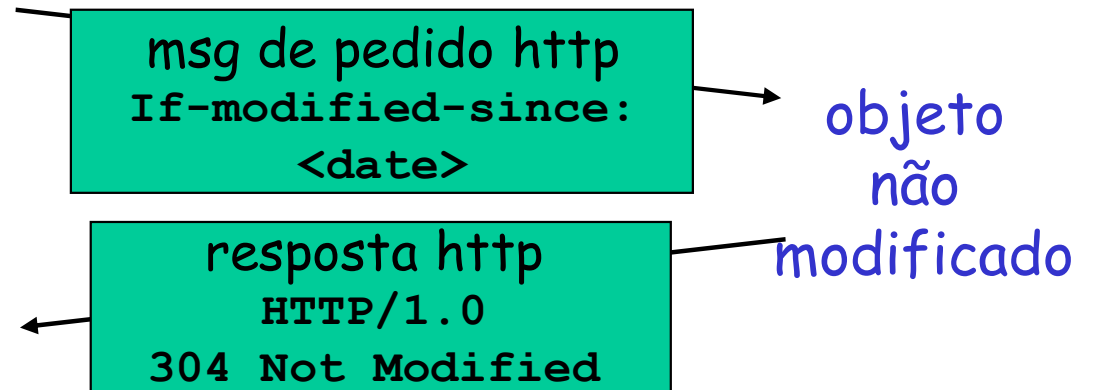 msg de pedido http
If-modified-since:
<date>
objeto
não
modificado
resposta http
HTTP/1.0
304 Not Modified